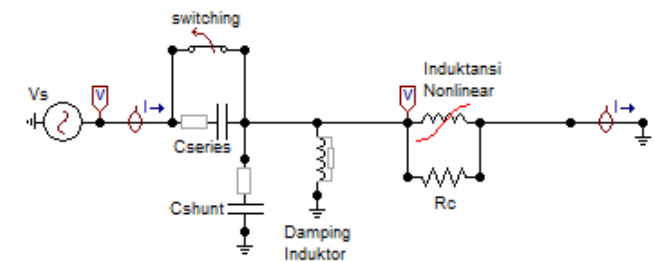 switching
Vs
V
I
Cseries
Cshunt
Damping
Induktor
V
Induktansi
Nonlinear
Rc
I